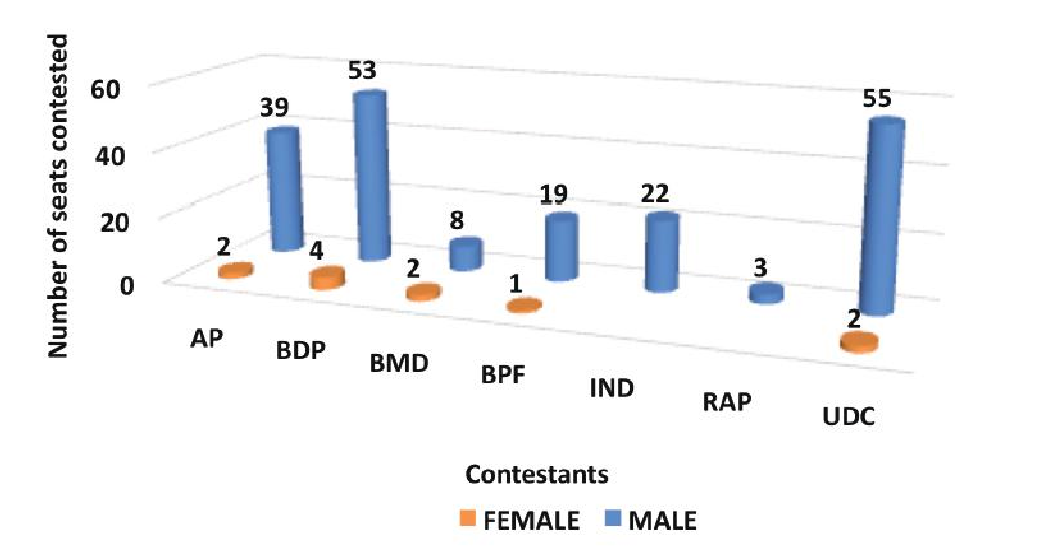 Number of seats contested
60
40
20
0
39
53
8
19
22
3
55
2
4
2
1
2
AP
BDP
BMD
BPF
IND
RAP
UDC
Contestants
FEMALE MALE